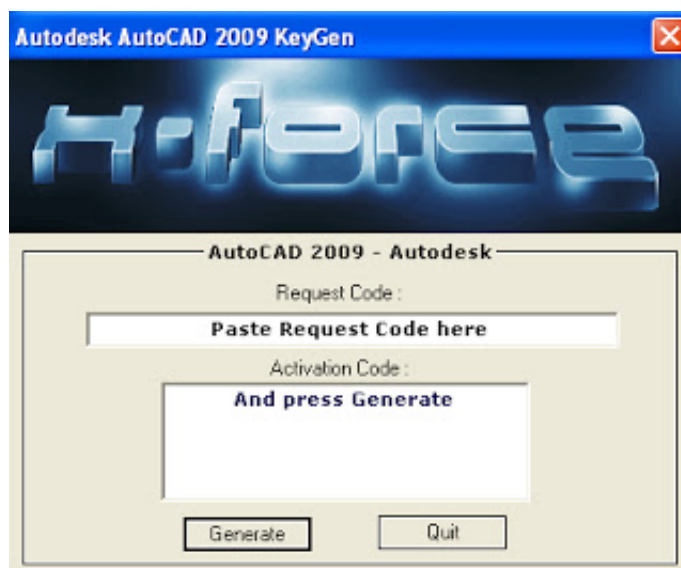 Autodesk AutoCAD 2009 KeyGen
x·force
AutoCAD 2009 - Autodesk
Request Code :
Paste Request Code here
Activation Code :
And press Generate
Generate
Quit